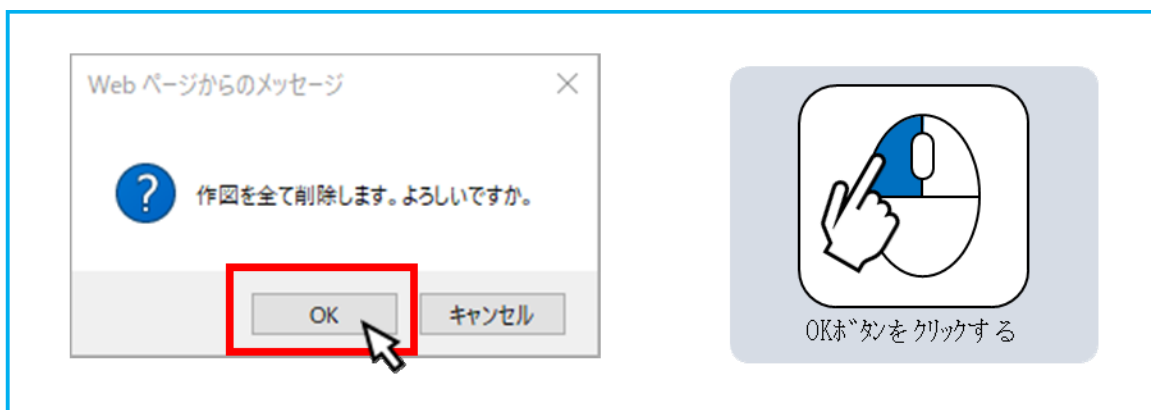 Web ページからのメッセージ
作図を全て削除します。よろしいですか。
OK
キャンセル
OKボタンをクリックする